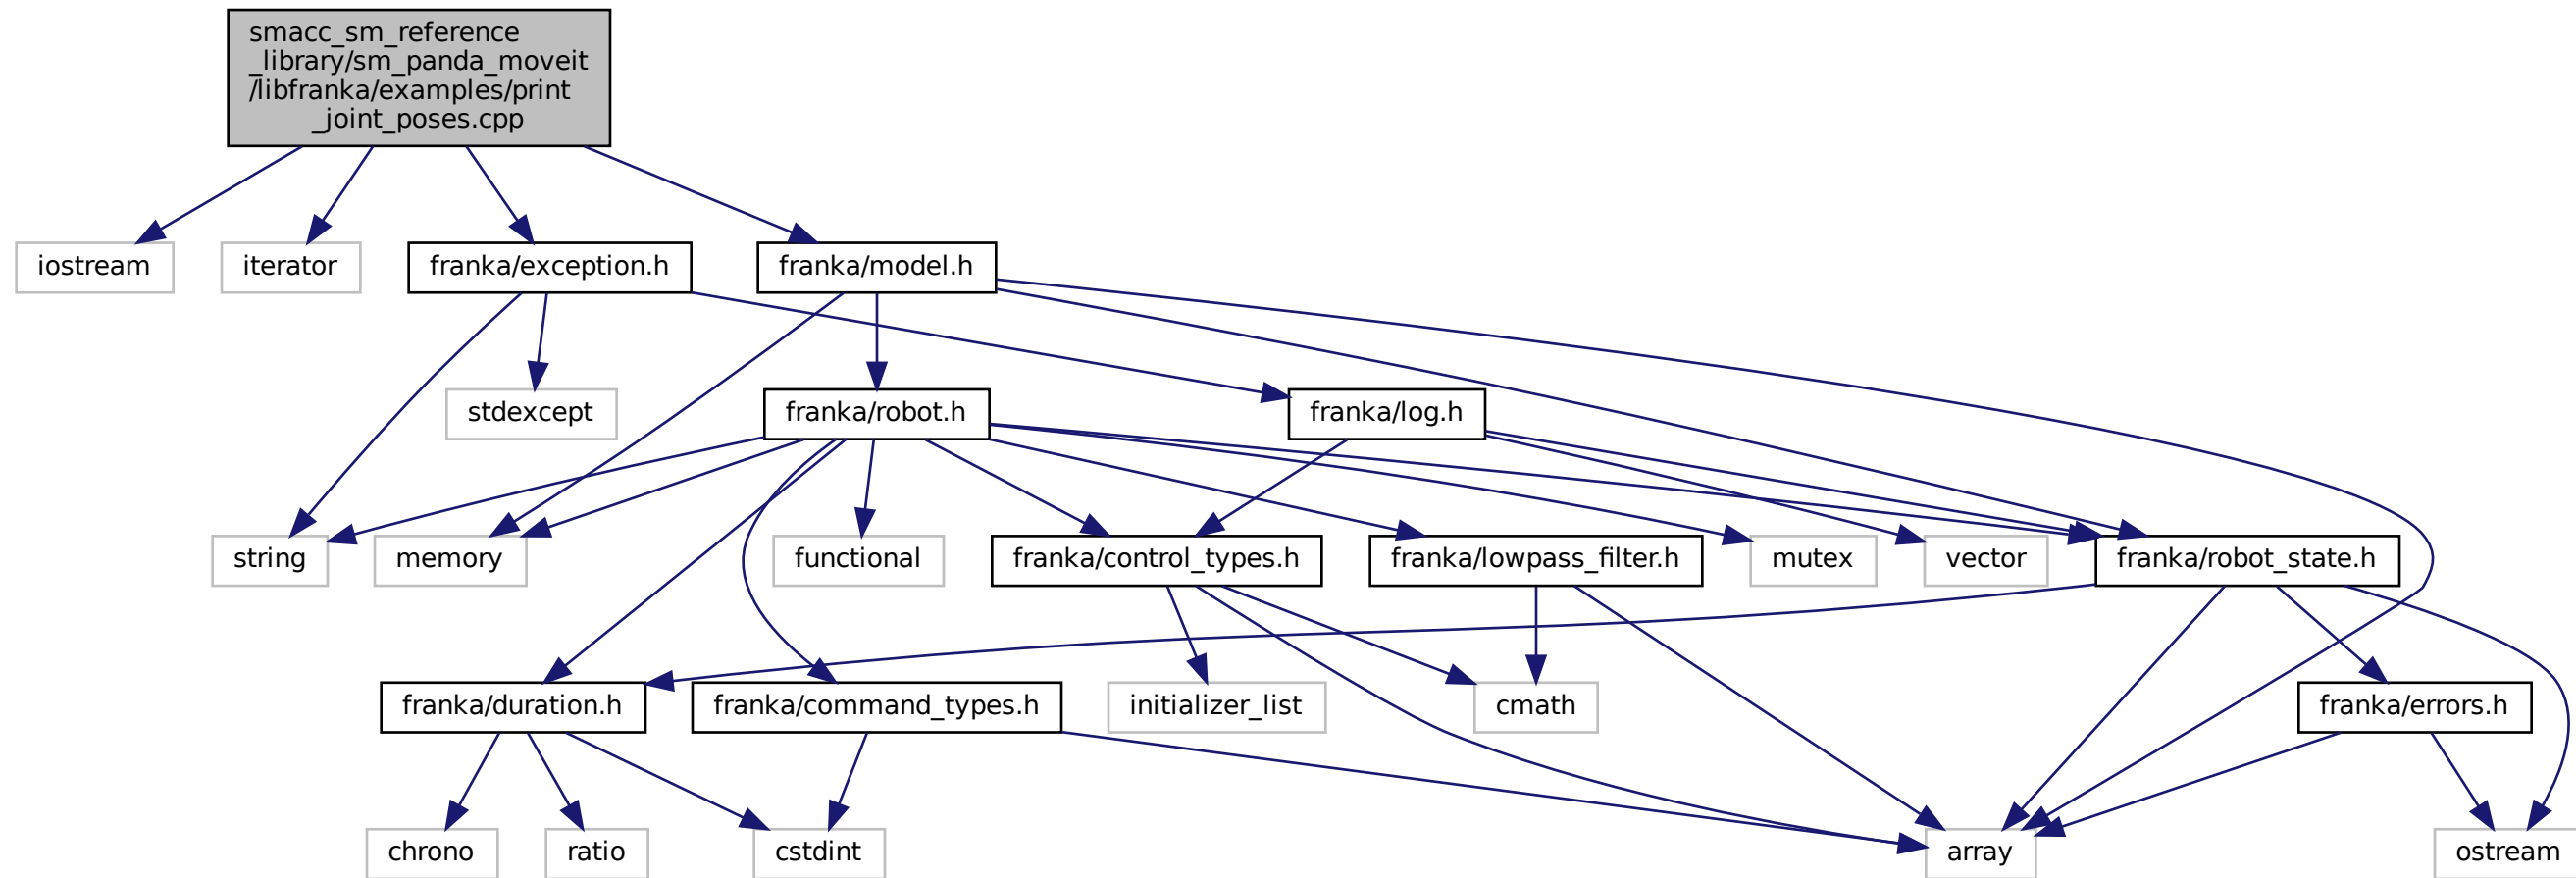 smacc_sm_reference
_library/sm_panda_moveit
/libfranka/examples/print
_joint_poses.cpp
iostream
iterator
franka/exception.h
franka/model.h
stdexcept
franka/robot.h
franka/log.h
string
memory
functional
franka/control_types.h
franka/lowpass_filter.h
mutex
vector
franka/robot_state.h
franka/duration.h
franka/command_types.h
initializer_list
cmath
franka/errors.h
chrono
ratio
cstdint
array
ostream